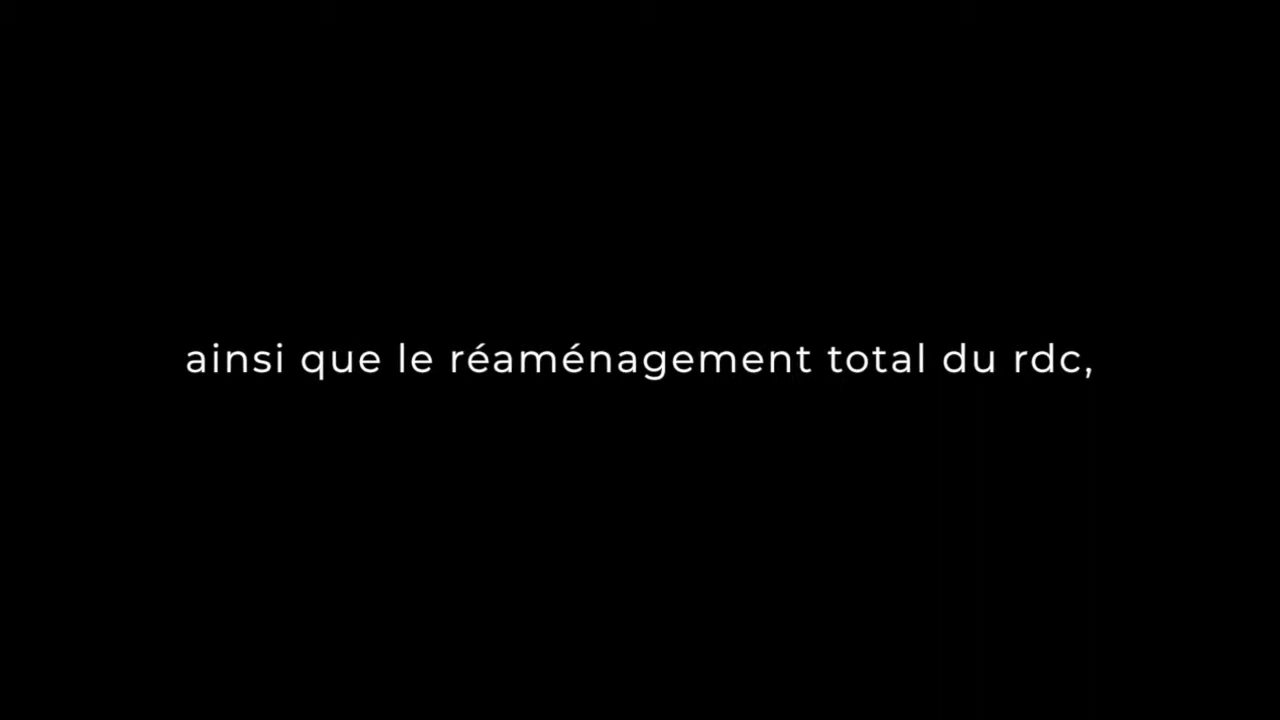 ainsi que le réaménagement total du rdc,